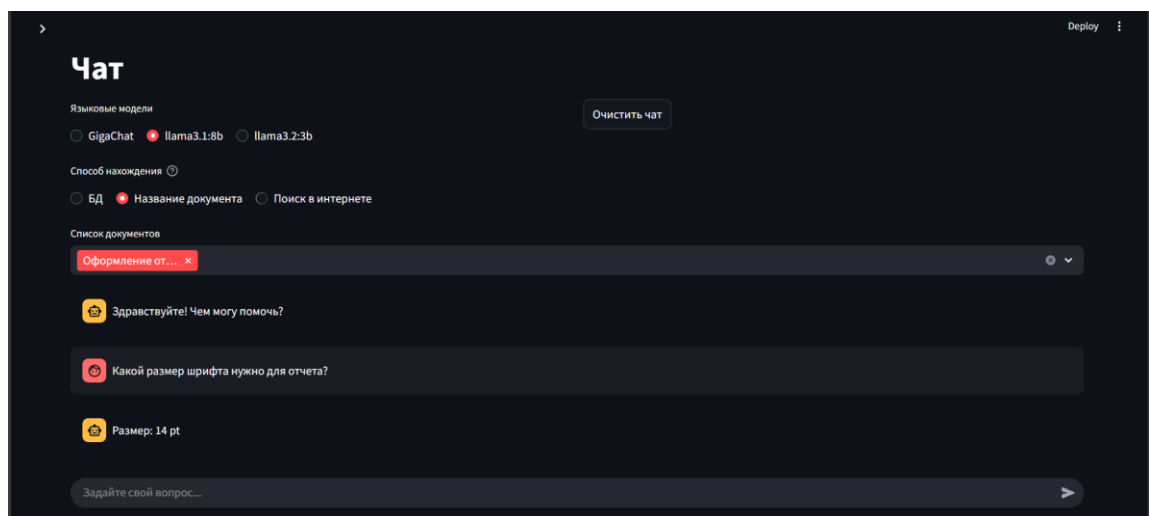 Deploy
Чат
Языковые модели
Очистить чат
GigaChat llama3.1:8b llama3.2:3b
Способ нахождения
БД Название документа Поиск в интернете
Список документов
Оформление от... ×
Здравствуйте! Чем могу помочь?
Какой размер шрифта нужно для отчета?
Размер: 14 pt
Задайте свой вопрос...